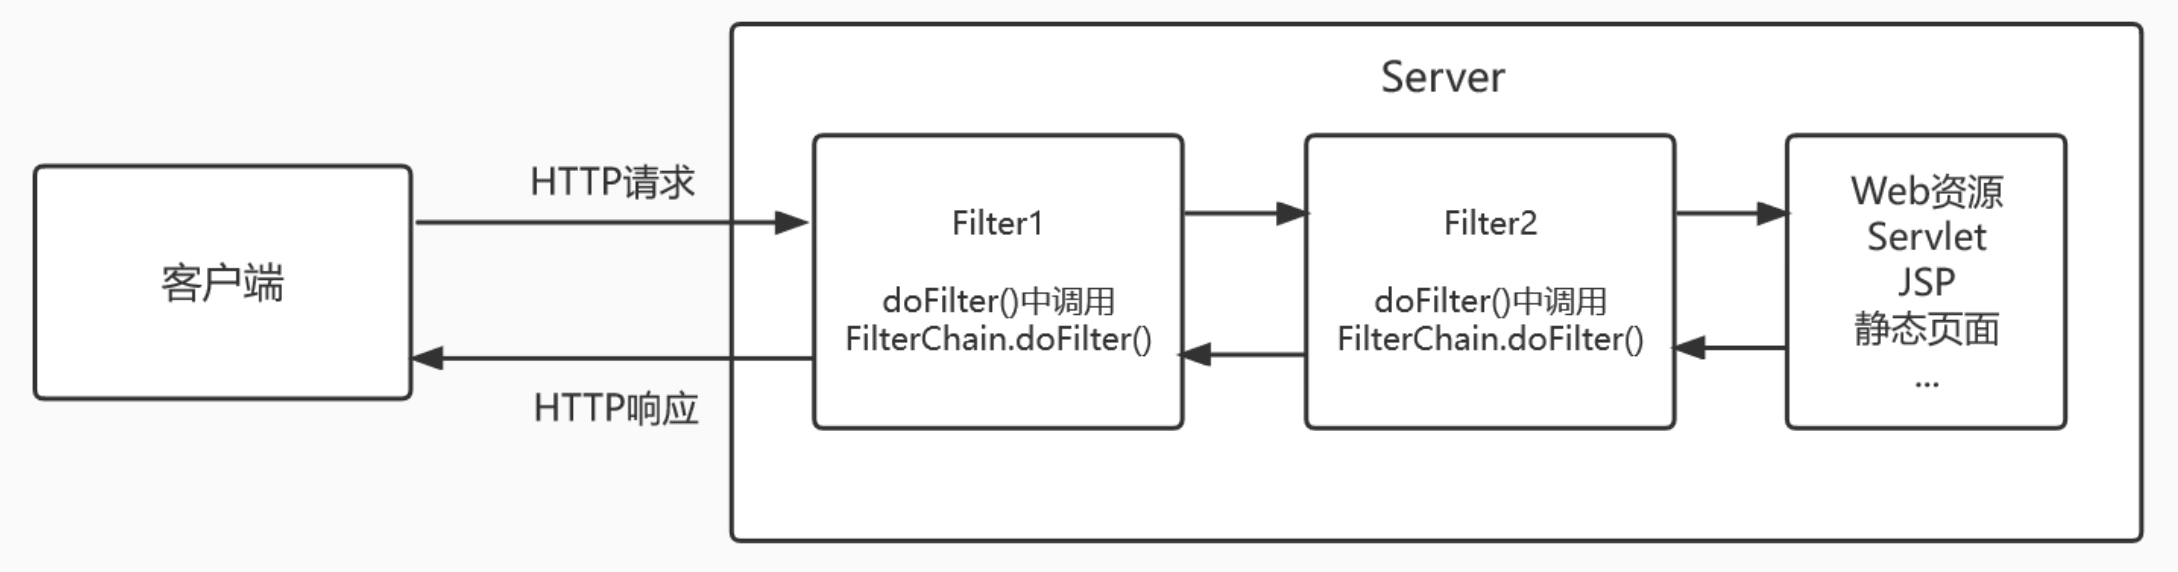 Server
HTTP请求
客户端
HTTP响应
Filter1
doFilter()中调用
FilterChain.doFilter()
Filter2
doFilter()中调用
FilterChain.doFilter()
Web资源
Servlet
JSP
静态页面
...